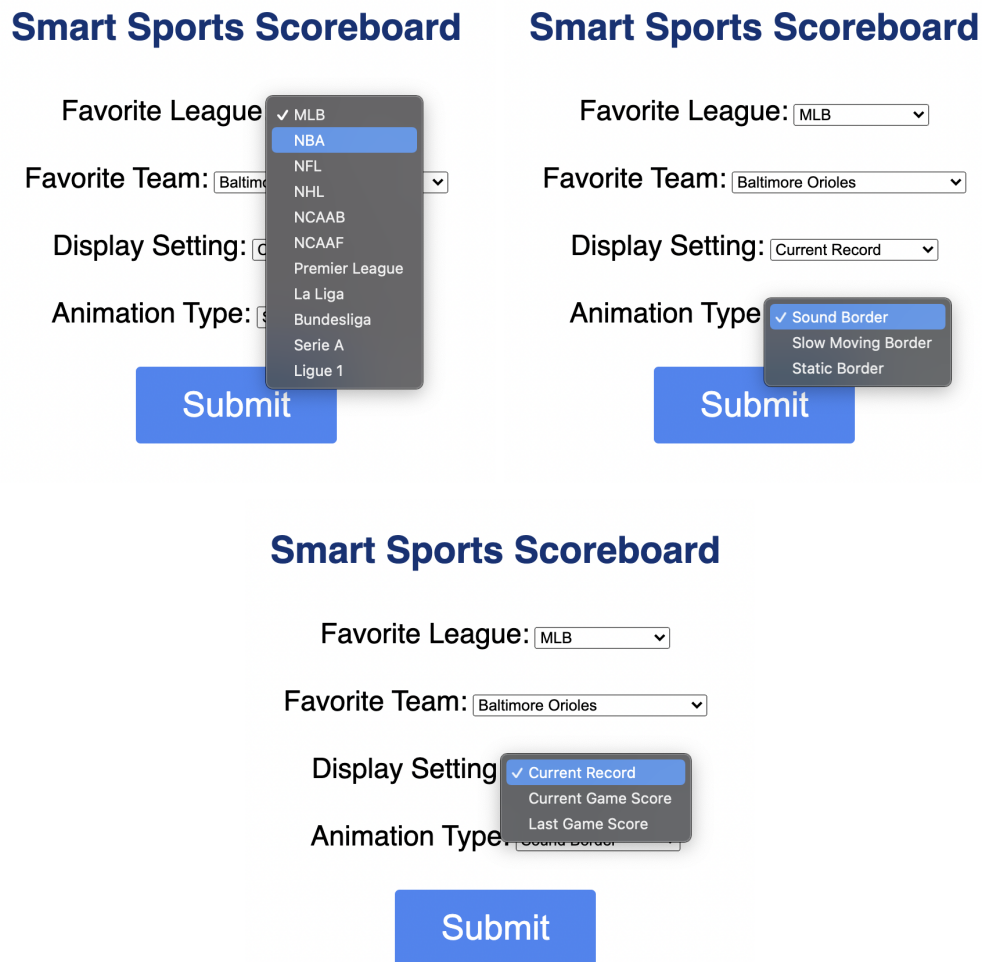 Smart Sports Scoreboard
Favorite League
✓ MLB
NBA
NFL
NHL
NCAAB
NCAAF
Premier League
La Liga
Bundesliga
Serie A
Ligue 1
Favorite Team:
Display Setting:
Animation Type:
Submit
Smart Sports Scoreboard
Favorite League: MLB
Favorite Team: Baltimore Orioles
Display Setting: Current Record
Animation Type
✓ Sound Border
Slow Moving Border
Static Border
Submit
Smart Sports Scoreboard
Favorite League: MLB
Favorite Team: Baltimore Orioles
Display Setting
✓ Current Record
Current Game Score
Last Game Score
Animation Type:
Submit